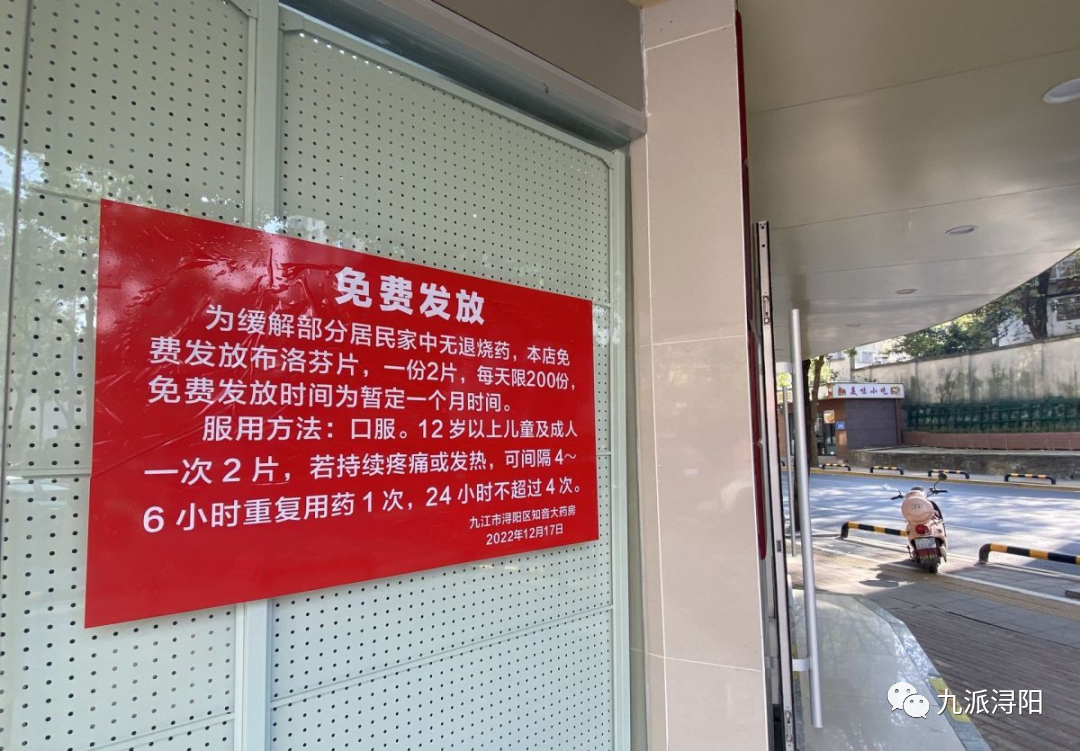 免费发放
为缓解部分居民家中无退烧药，本店免
费发放布洛芬片，一份2片，每天限200份，
免费发放时间为暂定一个月时间。
服用方法：口服。12岁以上儿童及成人
一次2片，若持续疼痛或发热，可间隔4～
6小时重复用药1次，24小时不超过4次。
九江市浔阳区知音大药房
2022年12月17日
美味小吃
九派浔阳